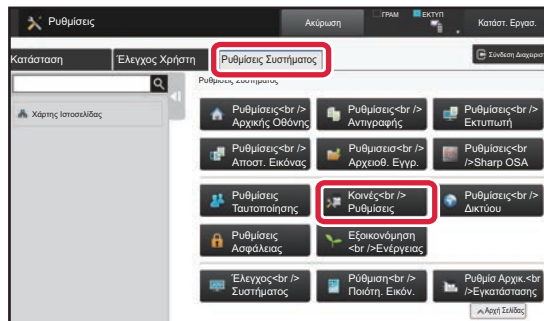 Ρυθμίσεις
Ακύρωση
ΓΡΑΜ
ΕΚΤΥΠ
Κατάστ. Εργασ.
Κατάσταση
Έλεγχος Χρήστη
Ρυθμίσεις Συστήματος
Σύνδεση Διαχορισ
Ρυθμίσεις Συστήματος
Χάρτης Ιστοσελίδας
Ρυθμίσεις<br />
Αρχικής Οθόνης
Ρυθμίσεις<br />
Αντιγραφής
Ρυθμίσεις<br />
Εκτυπωτή
Ρυθμίσεις<br />
Αποστ. Εικόνας
Ρυθμισεισ<br />
Αρχειοθ. Εγγρ.
Ρυθμίσεις<br
/>Sharp OSA
Ρυθμίσεις
Ταυτοποίησης
Κοινές<br />
Ρυθμίσεις
Ρυθμίσεις<br />
Δικτύου
Ρυθμίσεις
Ασφάλειας
Εξοικονόμηση
<br />Ενέργειας
Έλεγχος<br />
Συστήματος
Ρύθμιση<br />
Ποιότη. Εικόν.
Ρυθμίσ Αρχικ.<br
/>Εγκατάστασης
Αρχή Σελίδας